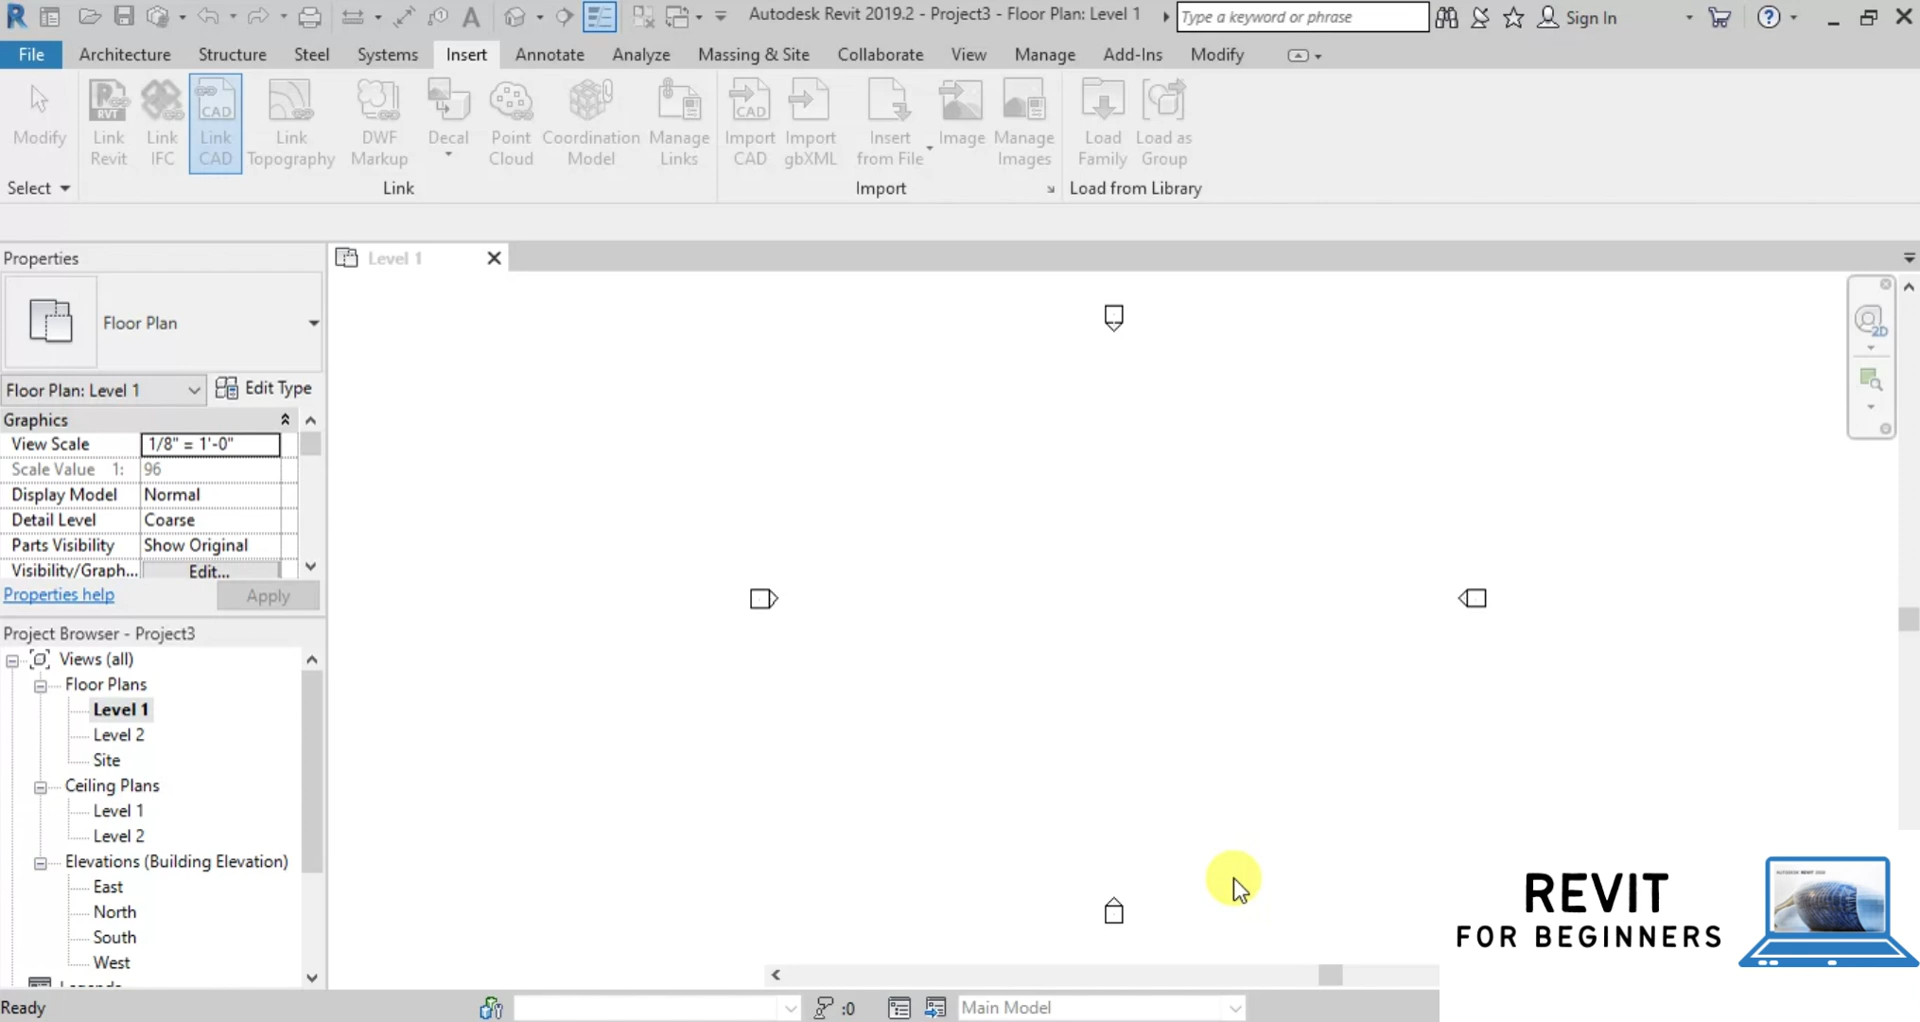 Autodesk Revit 2019.2 - Project3 - Floor Plan: Level 1
Type a keyword or phrase
Sign In
File Architecture Structure Steel Systems Insert Annotate Analyze Massing & Site Collaborate View Manage Add-Ins Modify
Modify
Link Revit
Link IFC
Link CAD
Link Topography
DWF Markup
Decal
Point Cloud
Coordination Model
Manage Links
Import CAD
Import gbXML
Insert from File
Image
Manage Images
Load Family
Load as Group
Select
Link
Import
Load from Library
Properties
Level 1
Floor Plan
Floor Plan: Level 1
Edit Type
Graphics
View Scale 1/8" = 1'-0"
Scale Value 1: 96
Display Model Normal
Detail Level Coarse
Parts Visibility Show Original
Visibility/Graph... Edit...
Properties help
Apply
Project Browser - Project3
Views (all)
Floor Plans
Level 1
Level 2
Site
Ceiling Plans
Level 1
Level 2
Elevations (Building Elevation)
East
North
South
West
Ready
:0
Main Model
REVIT
FOR BEGINNERS